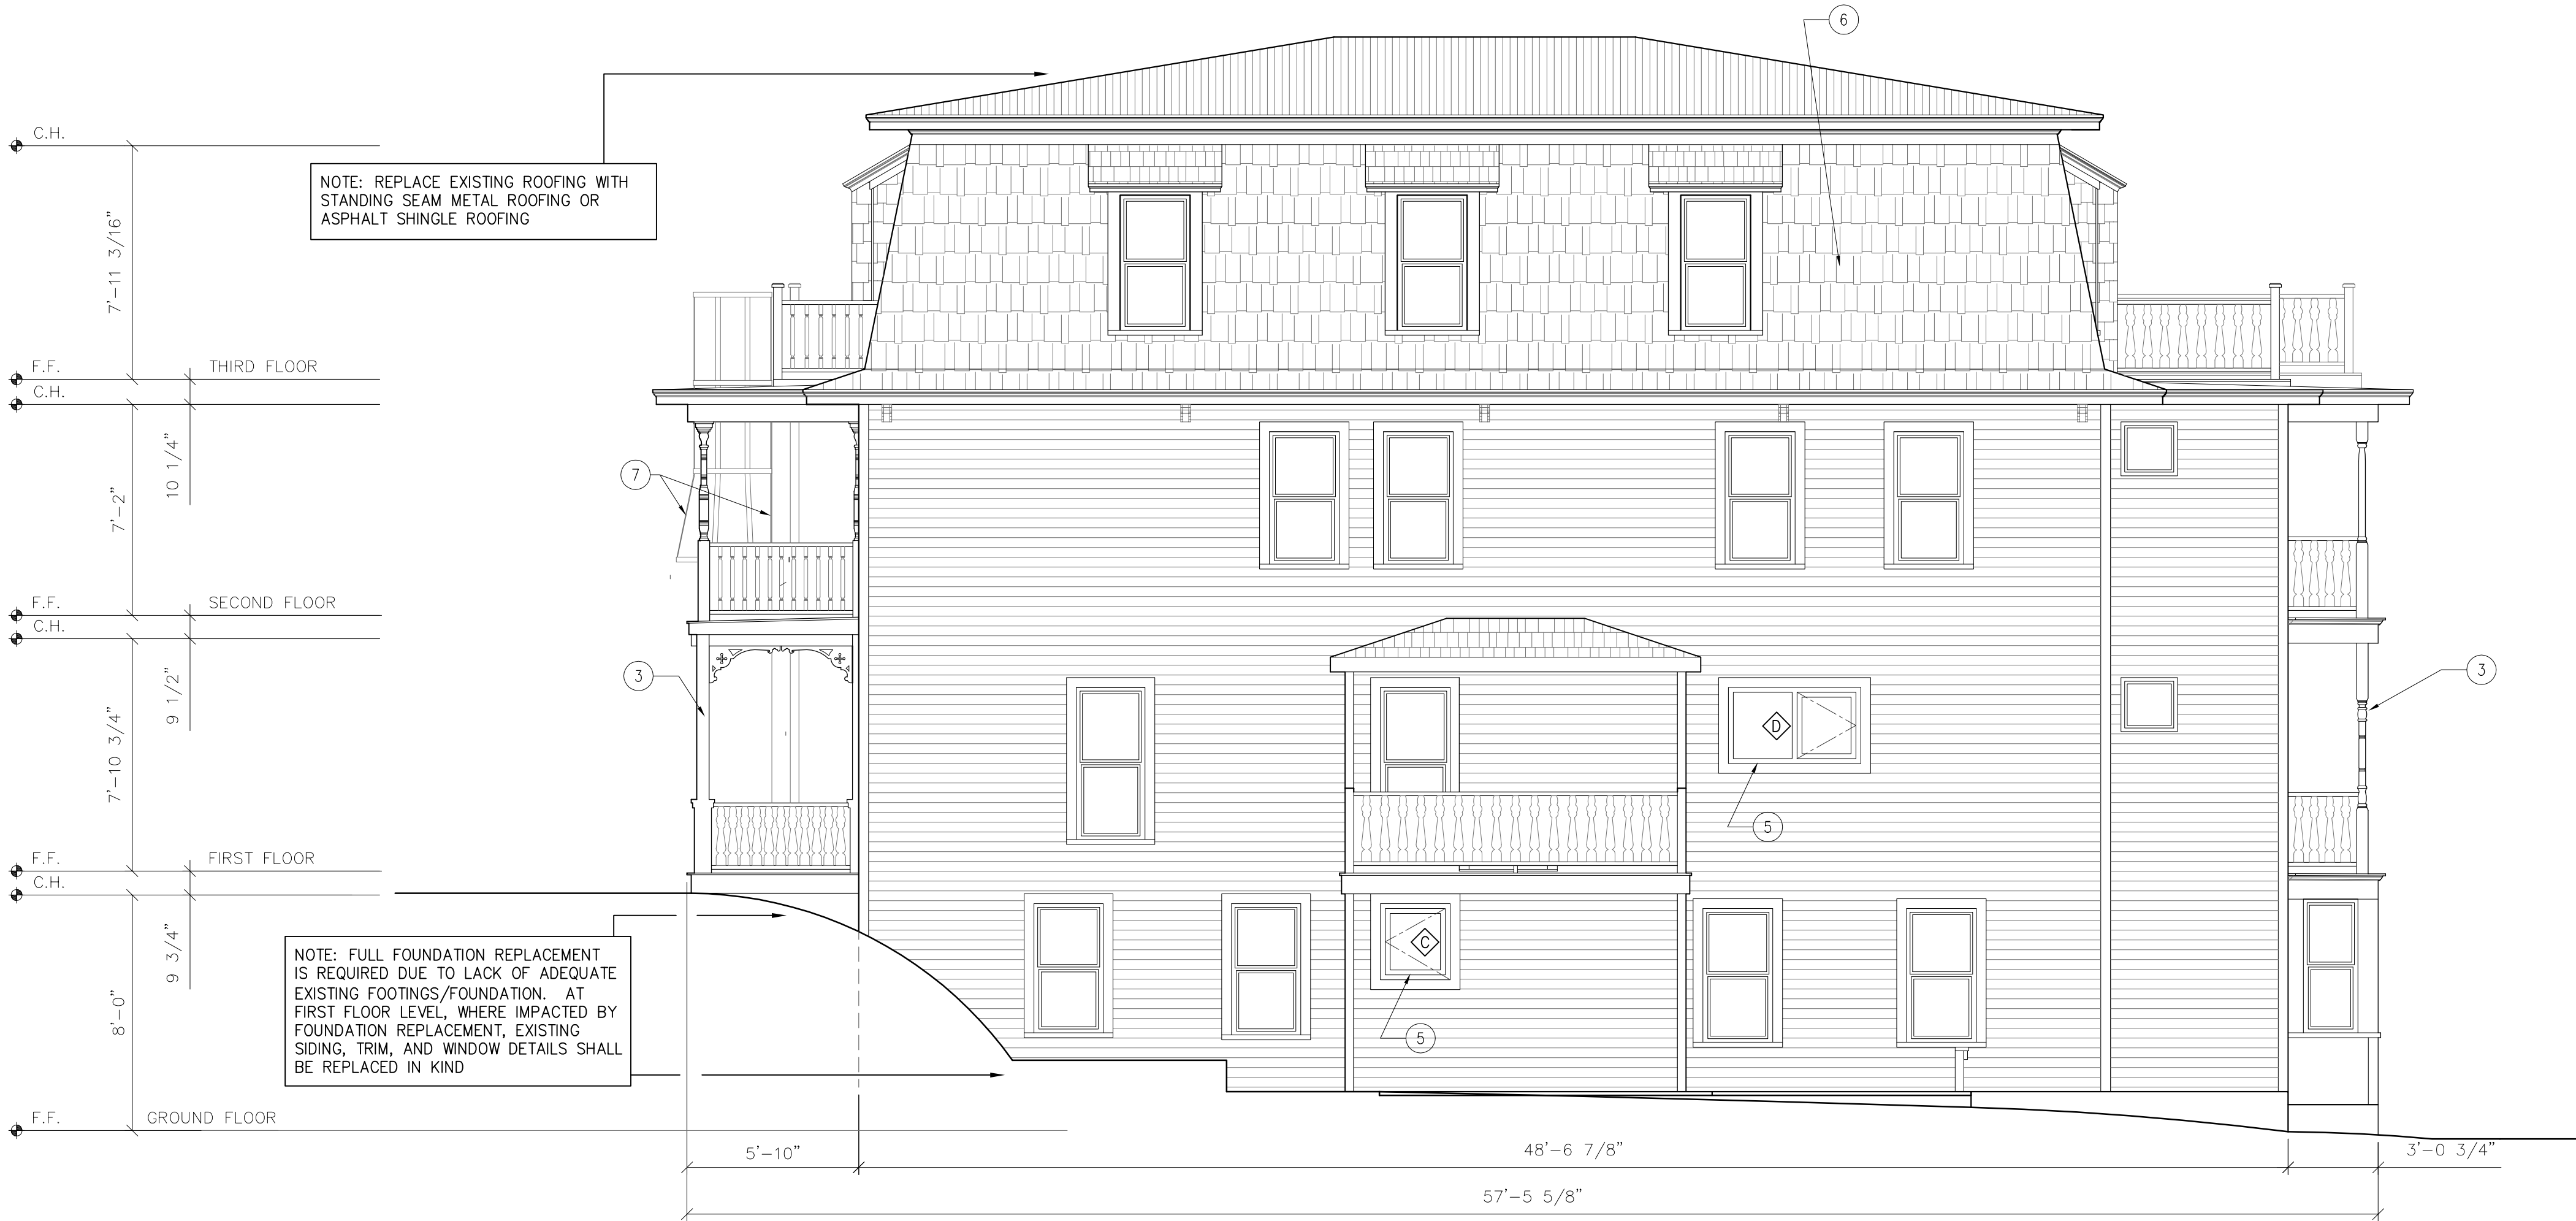 6
C.H.
NOTE: REPLACE EXISTING ROOFING WITH
STANDING SEAM METAL ROOFING OR
ASPHALT SHINGLE ROOFING
7'-11 3/16"
F.F. THIRD FLOOR
C.H.
10 1/4"
7'-2"
7
F.F. SECOND FLOOR
C.H.
9 1/2"
7'-10 3/4"
3
3
D
5
F.F. FIRST FLOOR
C.H.
9 3/4"
8'-0"
NOTE: FULL FOUNDATION REPLACEMENT
IS REQUIRED DUE TO LACK OF ADEQUATE
EXISTING FOOTINGS/FOUNDATION. AT
FIRST FLOOR LEVEL, WHERE IMPACTED BY
FOUNDATION REPLACEMENT, EXISTING
SIDING, TRIM, AND WINDOW DETAILS SHALL
BE REPLACED IN KIND
C
5
F.F. GROUND FLOOR
5'-10" 48'-6 7/8" 3'-0 3/4"
57'-5 5/8"